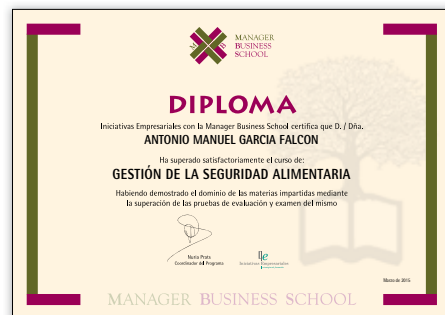 MANAGER
BUSINESS
SCHOOL
M
B
DIPLOMA
Iniciativas Empresariales con la Manager Business School certifica que D. / Dña.
ANTONIO MANUEL GARCIA FALCON
Ha superado satisfactoriamente el curso de:
GESTIÓN DE LA SEGURIDAD ALIMENTARIA
Habiendo demostrado el dominio de las materias impartidas mediante
la superación de las pruebas de evaluación y examen del mismo
Nuria Prats
Coordinador del Programa
Iniciativas Empresariales
Marzo de 2015
MANAGER BUSINESS SCHOOL